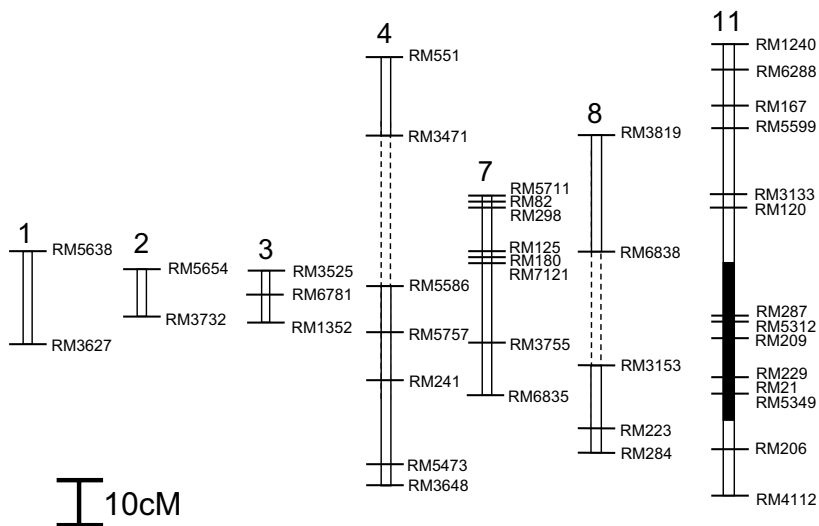 1
RM5638
RM3627
2
RM5654
RM3732
3
RM3525
RM6781
RM1352
4
RM551
RM3471
RM5586
RM5757
RM241
RM5473
RM3648
7
RM5711
RM82
RM298
RM125
RM180
RM7121
RM3755
RM6835
8
RM3819
RM6838
RM3153
RM223
RM284
11
RM1240
RM6288
RM167
RM5599
RM3133
RM120
RM287
RM5312
RM209
RM229
RM21
RM5349
RM206
RM4112
10cM